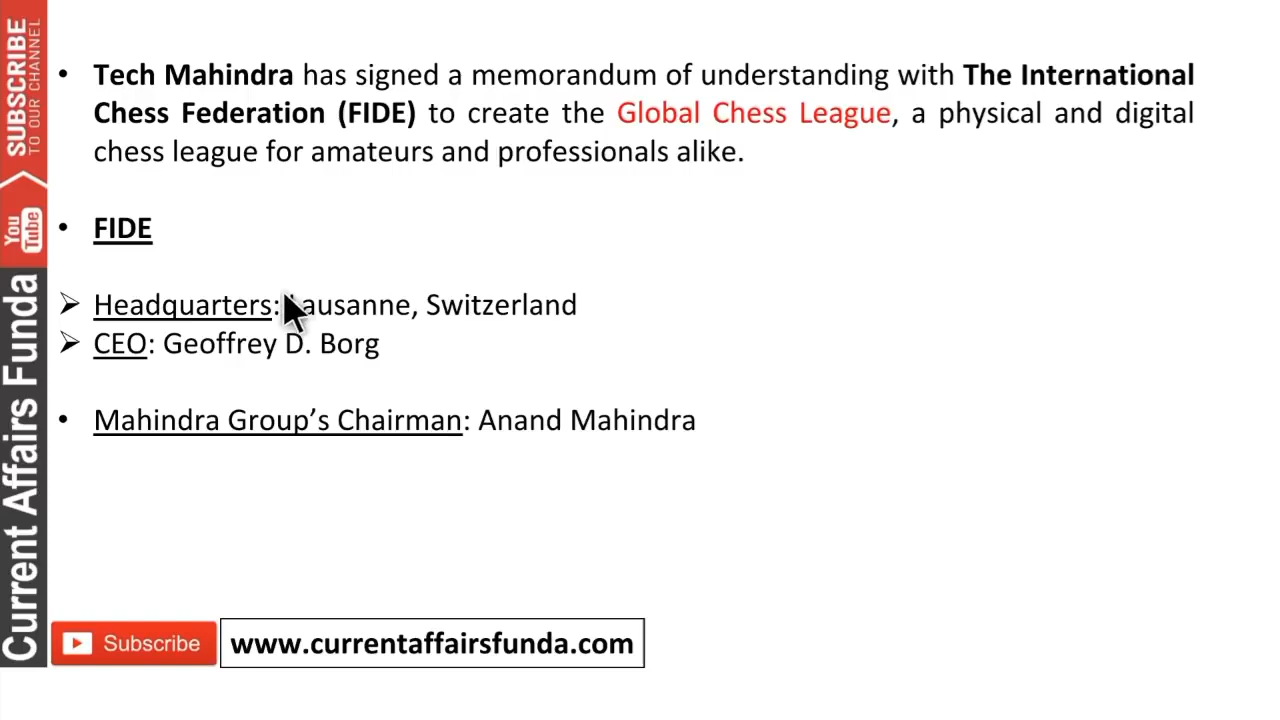 SUBSCRIBE
TO OUR CHANNEL
You
Tube
Current Affairs Funda
• Tech Mahindra has signed a memorandum of understanding with The International
Chess Federation (FIDE) to create the Global Chess League, a physical and digital
chess league for amateurs and professionals alike.
• FIDE
➢ Headquarters: Lausanne, Switzerland
➢ CEO: Geoffrey D. Borg
• Mahindra Group’s Chairman: Anand Mahindra
Subscribe
www.currentaffairsfunda.com